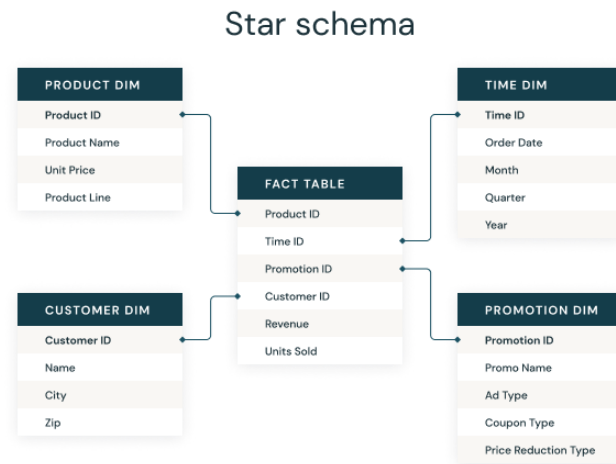 Star schema
PRODUCT DIM
Product ID
Product Name
Unit Price
Product Line
TIME DIM
Time ID
Order Date
Month
Quarter
Year
FACT TABLE
Product ID
Time ID
Promotion ID
Customer ID
Revenue
Units Sold
CUSTOMER DIM
Customer ID
Name
City
Zip
PROMOTION DIM
Promotion ID
Promo Name
Ad Type
Coupon Type
Price Reduction Type